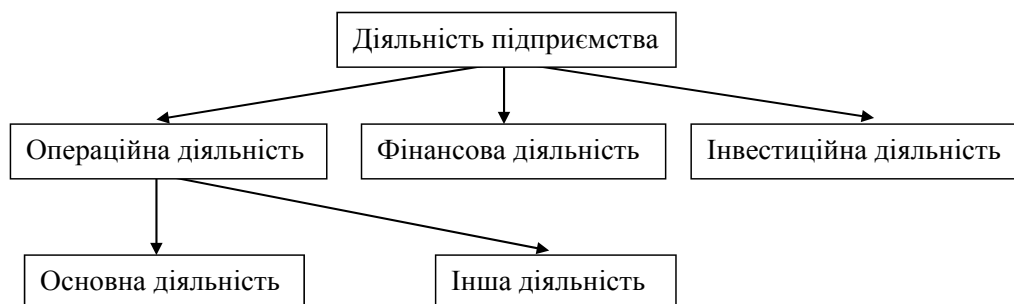 Діяльність підприємства
Операційна діяльність
Фінансова діяльність
Інвестиційна діяльність
Основна діяльність
Інша діяльність